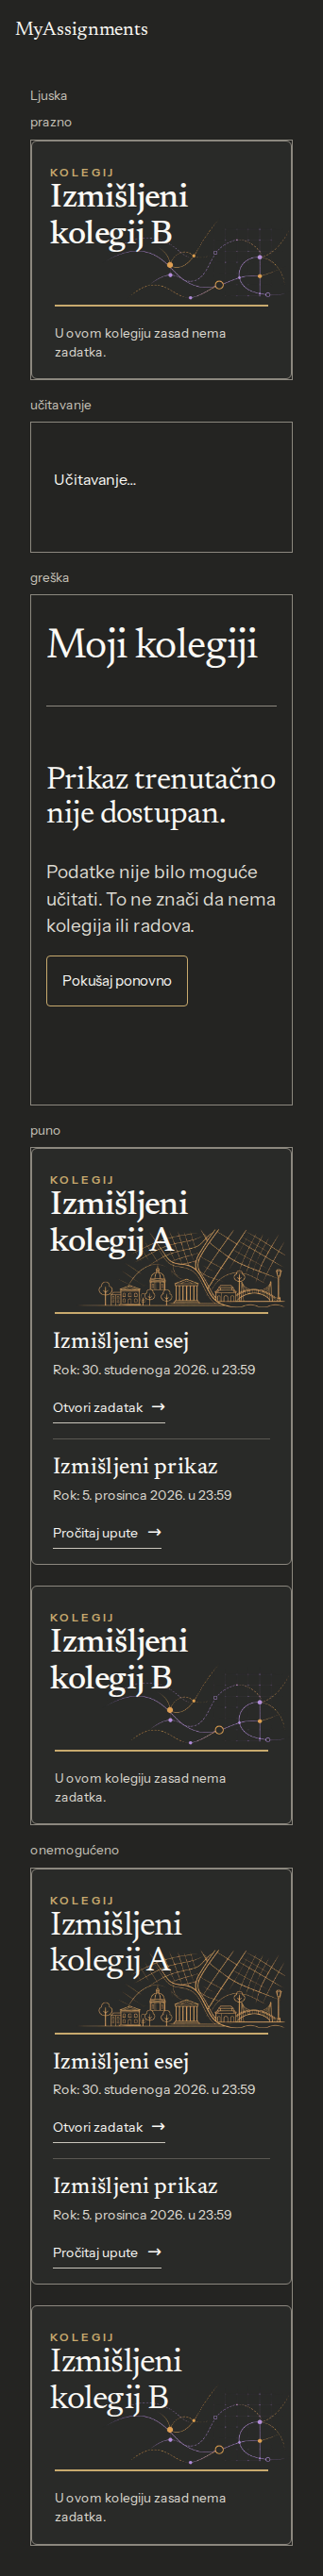 MyAssignments
Ljuska
prazno
KOLEGIJ
Izmišljeni
kolegij B
U ovom kolegiju zasad nema
zadatka.
učitavanje
Učitavanje…
greška
Moji kolegiji
Prikaz trenutačno
nije dostupan.
Podatke nije bilo moguće
učitati. To ne znači da nema
kolegija ili radova.
Pokušaj ponovno
puno
KOLEGIJ
Izmišljeni
kolegij A
Izmišljeni esej
Rok: 30. studenoga 2026. u 23:59
Otvori zadatak →
Izmišljeni prikaz
Rok: 5. prosinca 2026. u 23:59
Pročitaj upute →
KOLEGIJ
Izmišljeni
kolegij B
U ovom kolegiju zasad nema
zadatka.
onemogućeno
KOLEGIJ
Izmišljeni
kolegij A
Izmišljeni esej
Rok: 30. studenoga 2026. u 23:59
Otvori zadatak →
Izmišljeni prikaz
Rok: 5. prosinca 2026. u 23:59
Pročitaj upute →
KOLEGIJ
Izmišljeni
kolegij B
U ovom kolegiju zasad nema
zadatka.